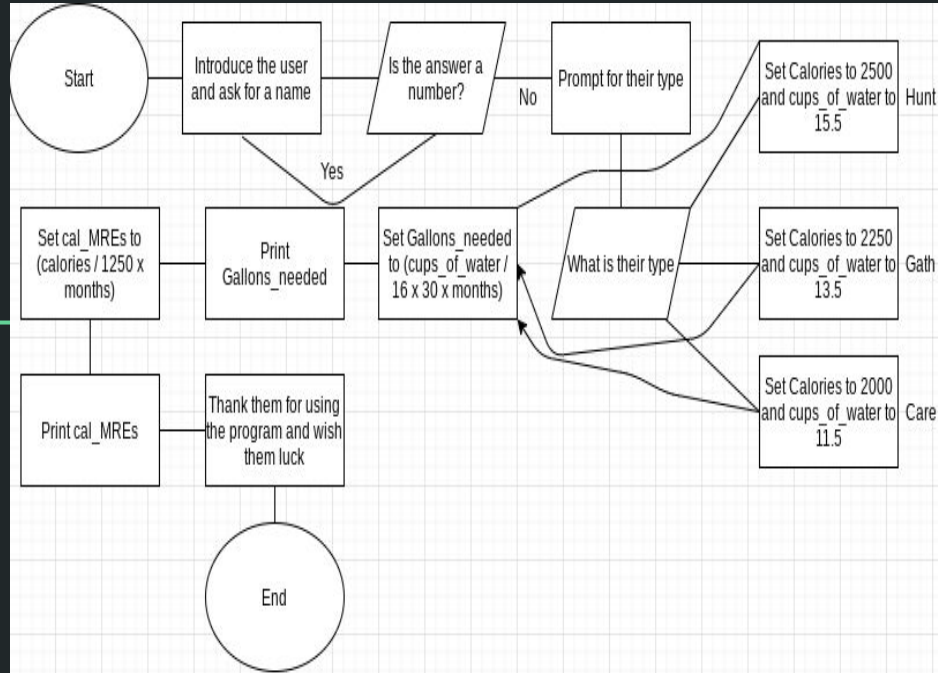 Start
Introduce the user
and ask for a name
Is the answer a
number?
No
Prompt for their type
Set Calories to 2500
and cups_of_water to
15.5
Hunt
Yes
Set cal_MREs to
(calories / 1250 x
months)
Print
Gallons_needed
Set Gallons_needed
to (cups_of_water /
16 x 30 x months)
What is their type
Set Calories to 2250
and cups_of_water to
13.5
Gath
Print cal_MREs
Thank them for using
the program and wish
them luck
Set Calories to 2000
and cups_of_water to
11.5
Care
End